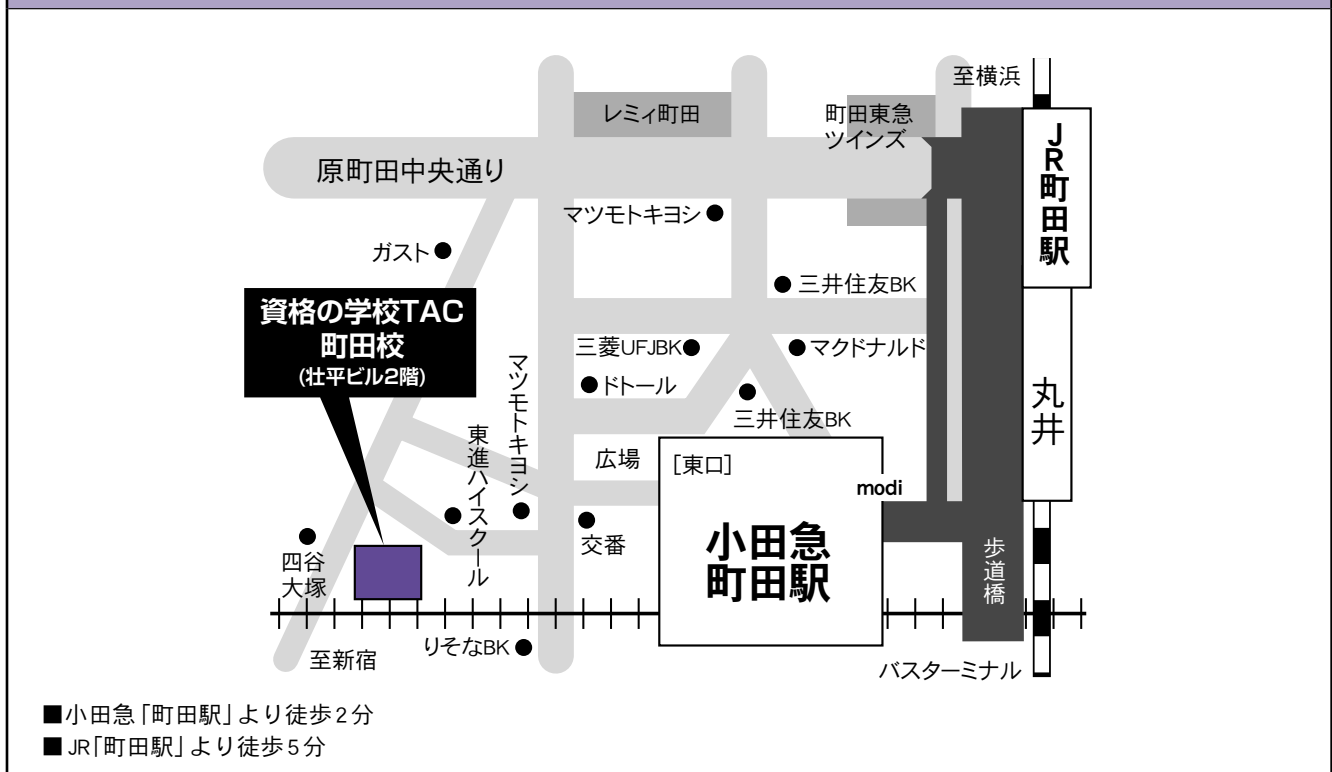 至横浜
レミィ町田
町田東急
ツインズ
JR町田駅
原町田中央通り
マツモトキヨシ
ガスト
三井住友BK
資格の学校TAC
町田校
(壮平ビル2階)
三菱UFJBK
マクドナルド
マツモトキヨシ
ドトール
丸井
三井住友BK
東進ハイスクール
広場
[東口]
modi
小田急
町田駅
交番
四谷
大塚
歩道橋
りそなBK
至新宿
バスターミナル
■小田急「町田駅」より徒歩2分
■JR「町田駅」より徒歩5分